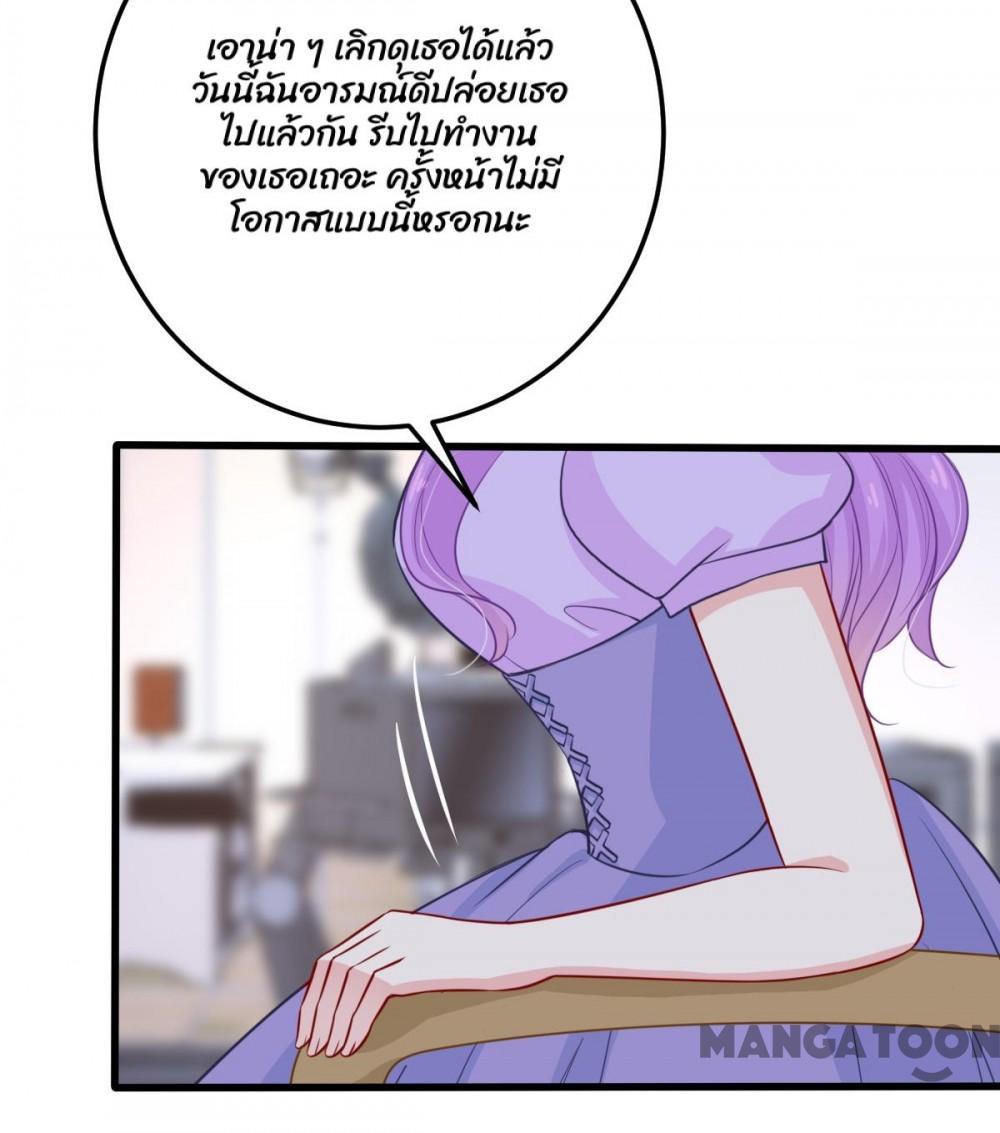 เอาน่า ๆ เลิกดุเธอได้แล้ว
วันนี้ฉันอารมณ์ดีปล่อยเธอ
ไปแล้วกัน รีบไปทำงาน
ของเธอเถอะ ครั้งหน้าไม่มี
โอกาสแบบนี้หรอกนะ
MANGATOON